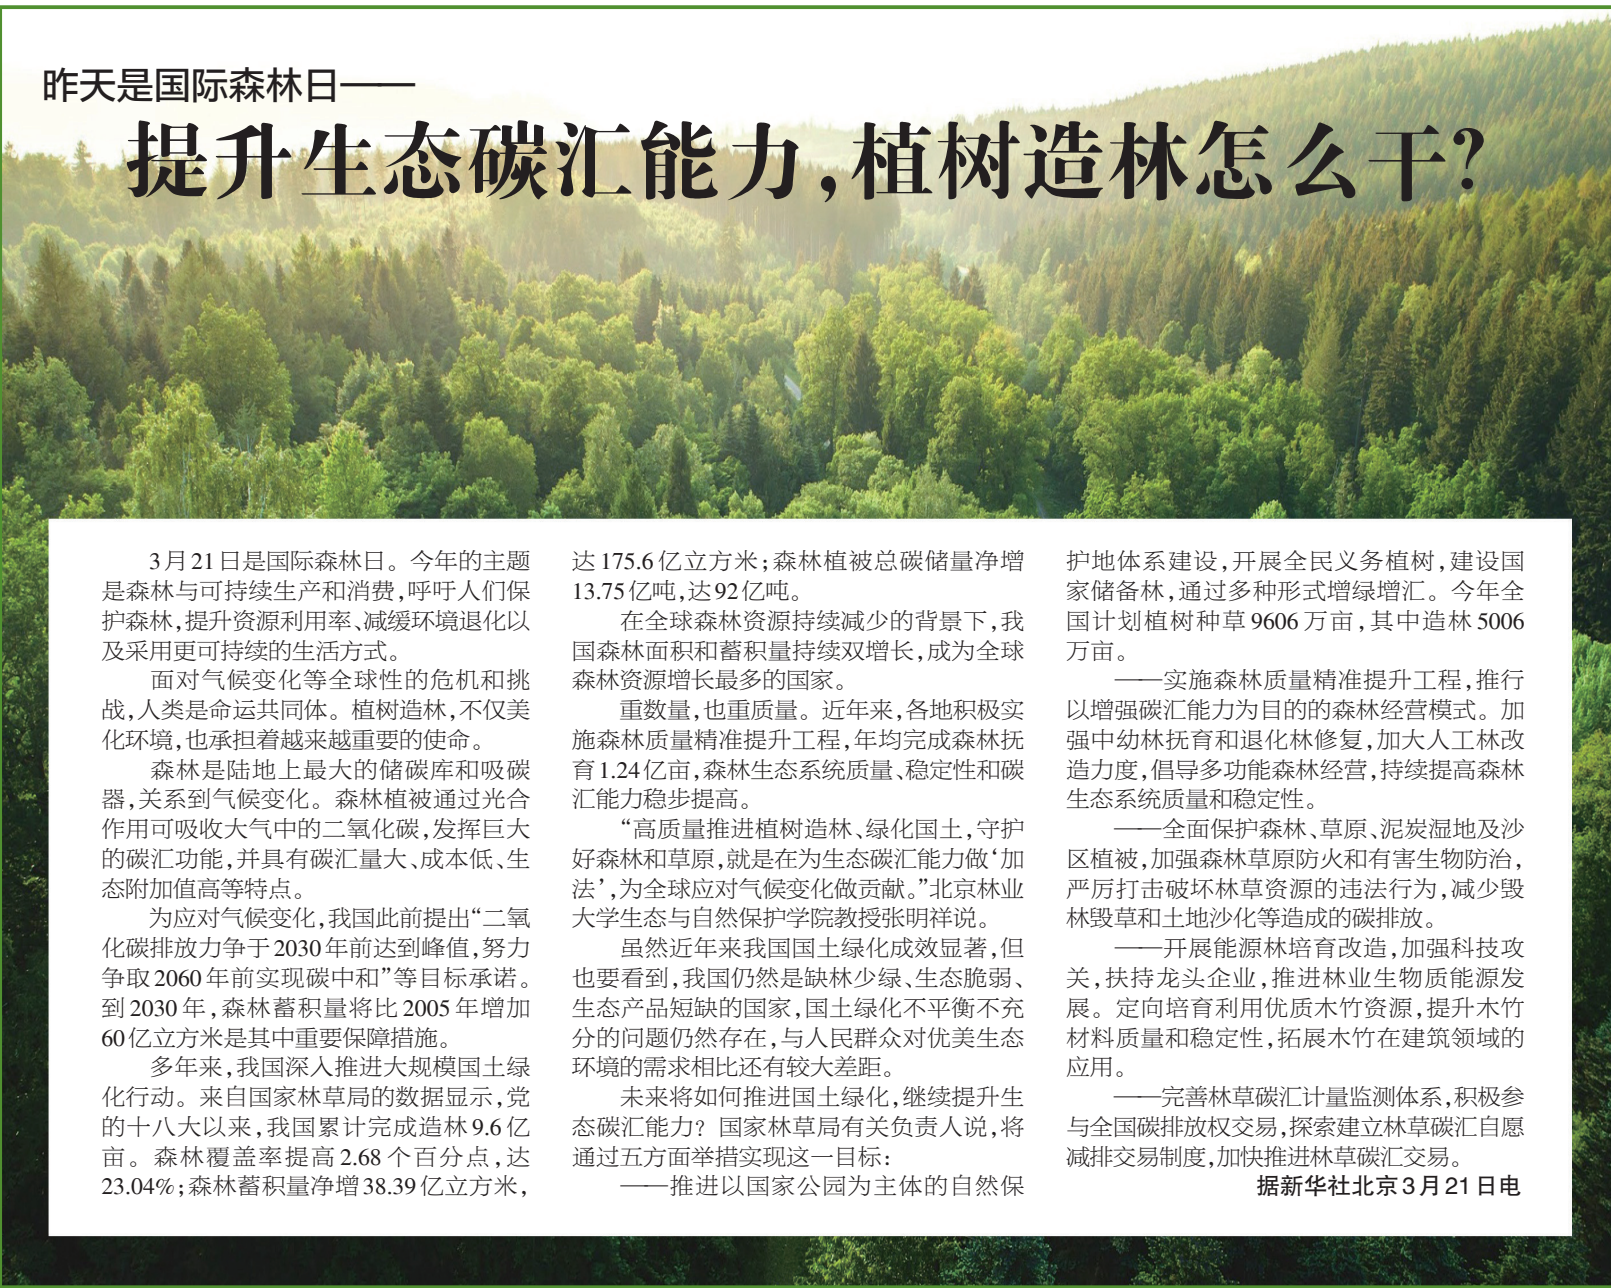 昨天是国际森林日——
提升生态碳汇能力,植树造林怎么干?
3月21日是国际森林日。今年的主题
是森林与可持续生产和消费,呼吁人们保
护森林,提升资源利用率、减缓环境退化以
及采用更可持续的生活方式。
面对气候变化等全球性的危机和挑
战,人类是命运共同体。植树造林,不仅美
化环境,也承担着越来越重要的使命。
森林是陆地上最大的储碳库和吸碳
器,关系到气候变化。森林植被通过光合
作用可吸收大气中的二氧化碳,发挥巨大
的碳汇功能,并具有碳汇量大、成本低、生
态附加值高等特点。
为应对气候变化,我国此前提出“二氧
化碳排放力争于2030年前达到峰值,努力
争取2060年前实现碳中和”等目标承诺。
到2030年,森林蓄积量将比2005年增加
60亿立方米是其中重要保障措施。
多年来,我国深入推进大规模国土绿
化行动。来自国家林草局的数据显示,党
的十八大以来,我国累计完成造林9.6亿
亩。森林覆盖率提高2.68个百分点,达
23.04%;森林蓄积量净增38.39亿立方米,
达175.6亿立方米;森林植被总碳储量净增
13.75亿吨,达92亿吨。
在全球森林资源持续减少的背景下,我
国森林面积和蓄积量持续双增长,成为全球
森林资源增长最多的国家。
重数量,也重质量。近年来,各地积极实
施森林质量精准提升工程,年均完成森林抚
育1.24亿亩,森林生态系统质量、稳定性和碳
汇能力稳步提高。
“高质量推进植树造林、绿化国土,守护
好森林和草原,就是在为生态碳汇能力做‘加
法’,为全球应对气候变化做贡献。”北京林业
大学生态与自然保护学院教授张明祥说。
虽然近年来我国国土绿化成效显著,但
也要看到,我国仍然是缺林少绿、生态脆弱、
生态产品短缺的国家,国土绿化不平衡不充
分的问题仍然存在,与人民群众对优美生态
环境的需求相比还有较大差距。
未来将如何推进国土绿化,继续提升生
态碳汇能力?国家林草局有关负责人说,将
通过五方面举措实现这一目标:
——推进以国家公园为主体的自然保
护地体系建设,开展全民义务植树,建设国
家储备林,通过多种形式增绿增汇。今年全
国计划植树种草9606万亩,其中造林5006
万亩。
——实施森林质量精准提升工程,推行
以增强碳汇能力为目的的森林经营模式。加
强中幼林抚育和退化林修复,加大人工林改
造力度,倡导多功能森林经营,持续提高森林
生态系统质量和稳定性。
——全面保护森林、草原、泥炭湿地及沙
区植被,加强森林草原防火和有害生物防治,
严厉打击破坏林草资源的违法行为,减少毁
林毁草和土地沙化等造成的碳排放。
——开展能源林培育改造,加强科技攻
关,扶持龙头企业,推进林业生物质能源发
展。定向培育利用优质木竹资源,提升木竹
材料质量和稳定性,拓展木竹在建筑领域的
应用。
——完善林草碳汇计量监测体系,积极参
与全国碳排放权交易,探索建立林草碳汇自愿
减排交易制度,加快推进林草碳汇交易。
据新华社北京3月21日电